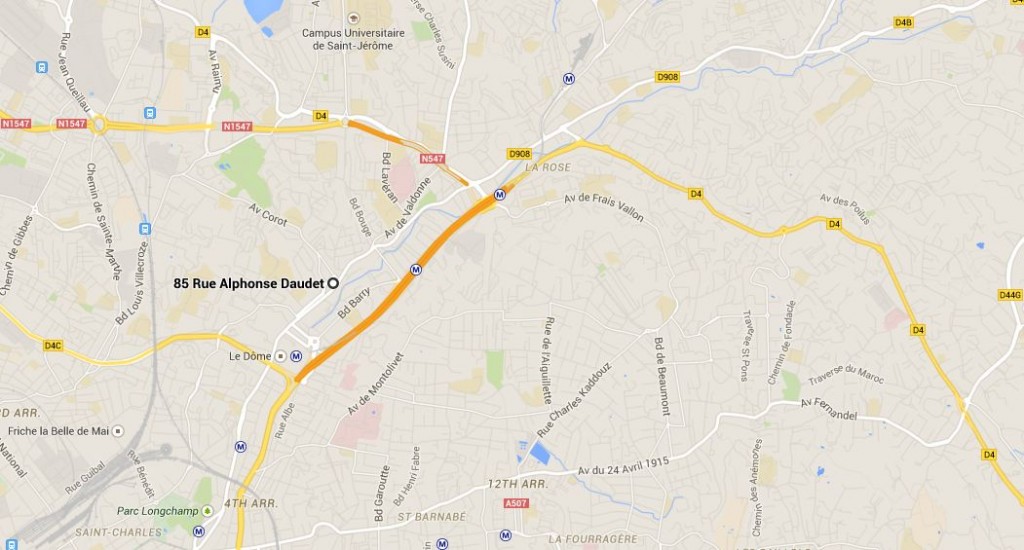 D4B
D4
Campus Universitaire
de Saint-Jérôme
Rue Jean Queillau
Av Rainu
M
D908
N1547
N1547
N1547
D4
N547
D908
LA ROSE
Bd Lavéran
Av de Valdonne
M
D4
Av de Frais Vallon
Av des Poilus
D4
Chemin de Sainte-Marthe
Av Corot
Bd Bouge
Chemin de Gibbes
Bd Louis Villecroze
M
85 Rue Alphonse Daudet
Bd Barry
D44G
D4C
Le Dôme
M
Av de Montolivet
Rue de l'Aiguillette
Bd de Beaumont
Traverse St Pons
Chemin de Fondacle
D4
Traverse du Maroc
Rue Charles Kaddouz
Av Fernandel
Rue Albe
Friche la Belle de Mai
M
D4
National
Rue Guibal
Rue Bénédit
Bd Garoutte
Bd Henri Fabre
Av du 24 Avril 1915
Chemin des Anémones
12TH ARR.
4TH ARR.
A507
Parc Longchamp
ST BARNABÉ
SAINT-CHARLES
M
M
M
LA FOURRAGÈRE